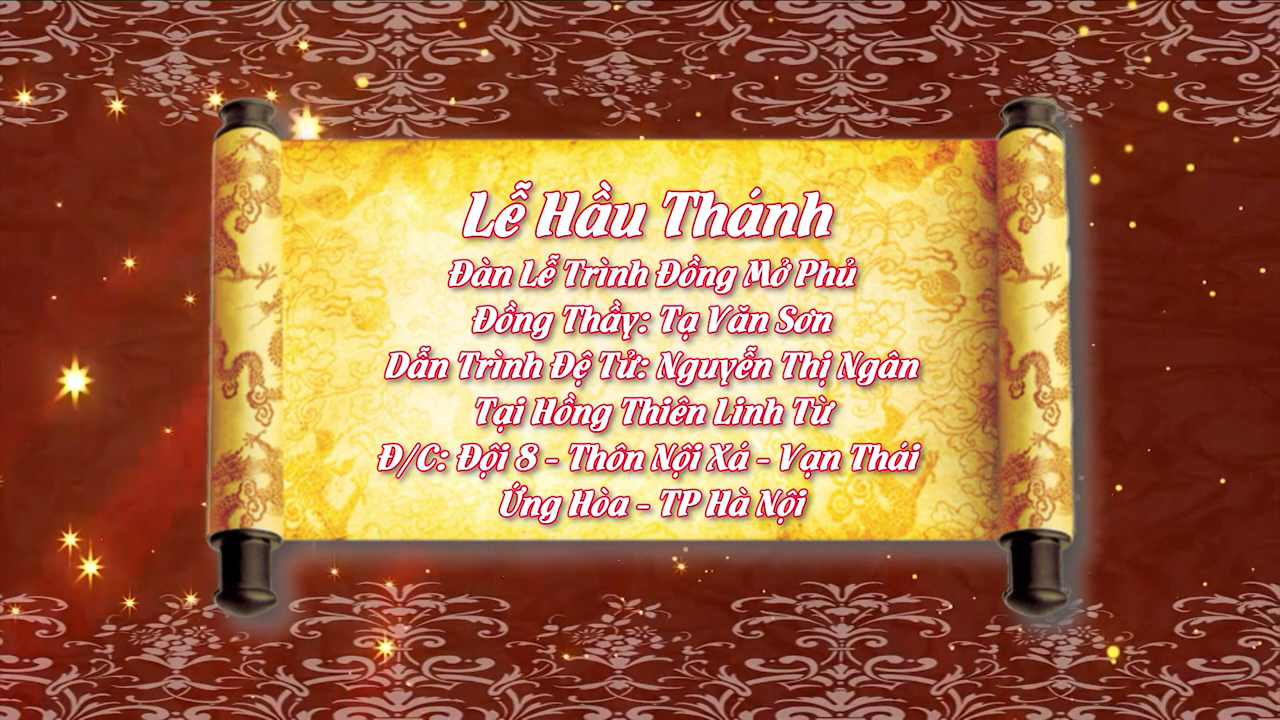 Lễ Hầu Thánh
Đàn Lễ Trình Đồng Mở Phủ
Đồng Thầy: Tạ Văn Sơn
Dẫn Trình Đệ Tử: Nguyễn Thị Ngân
Tại Hồng Thiên Linh Từ
Đ/C: Đội 8 - Thôn Nội Xá - Vạn Thái
Ứng Hòa - TP Hà Nội